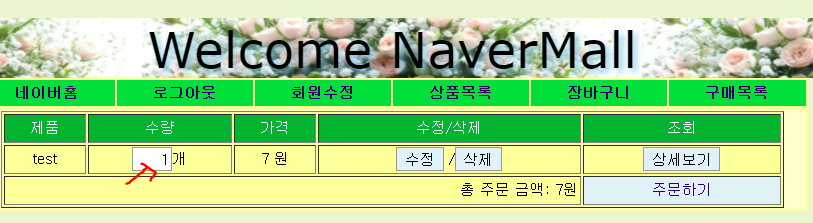 Welcome NaverMall
네이버홈 로그아웃 회원수정 상품목록 장바구니 구매목록
제품 수량 가격 수정/삭제 조회
test 1개 7 원 수정 / 삭제 상세보기
총 주문 금액: 7원 주문하기